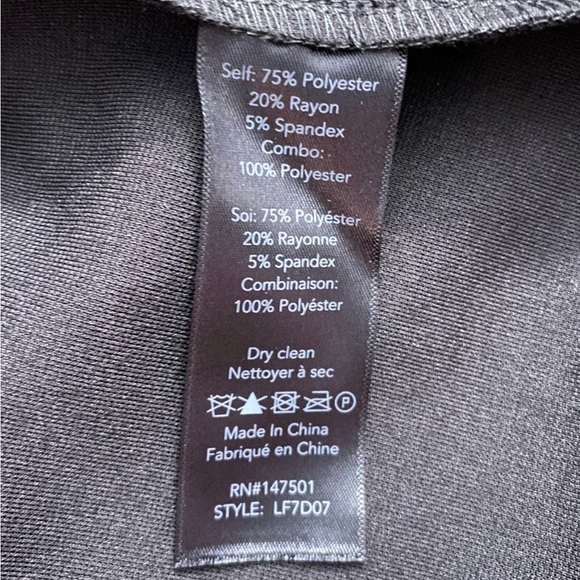 Self: 75% Polyester
20% Rayon
5% Spandex
Combo:
100% Polyester
Soi: 75% Polyéster
20% Rayonne
5% Spandex
Combinaison:
100% Polyéster
Dry clean
Nettoyer à sec
P
Made In China
Fabriqué en Chine
RN#147501
STYLE: LF7D07